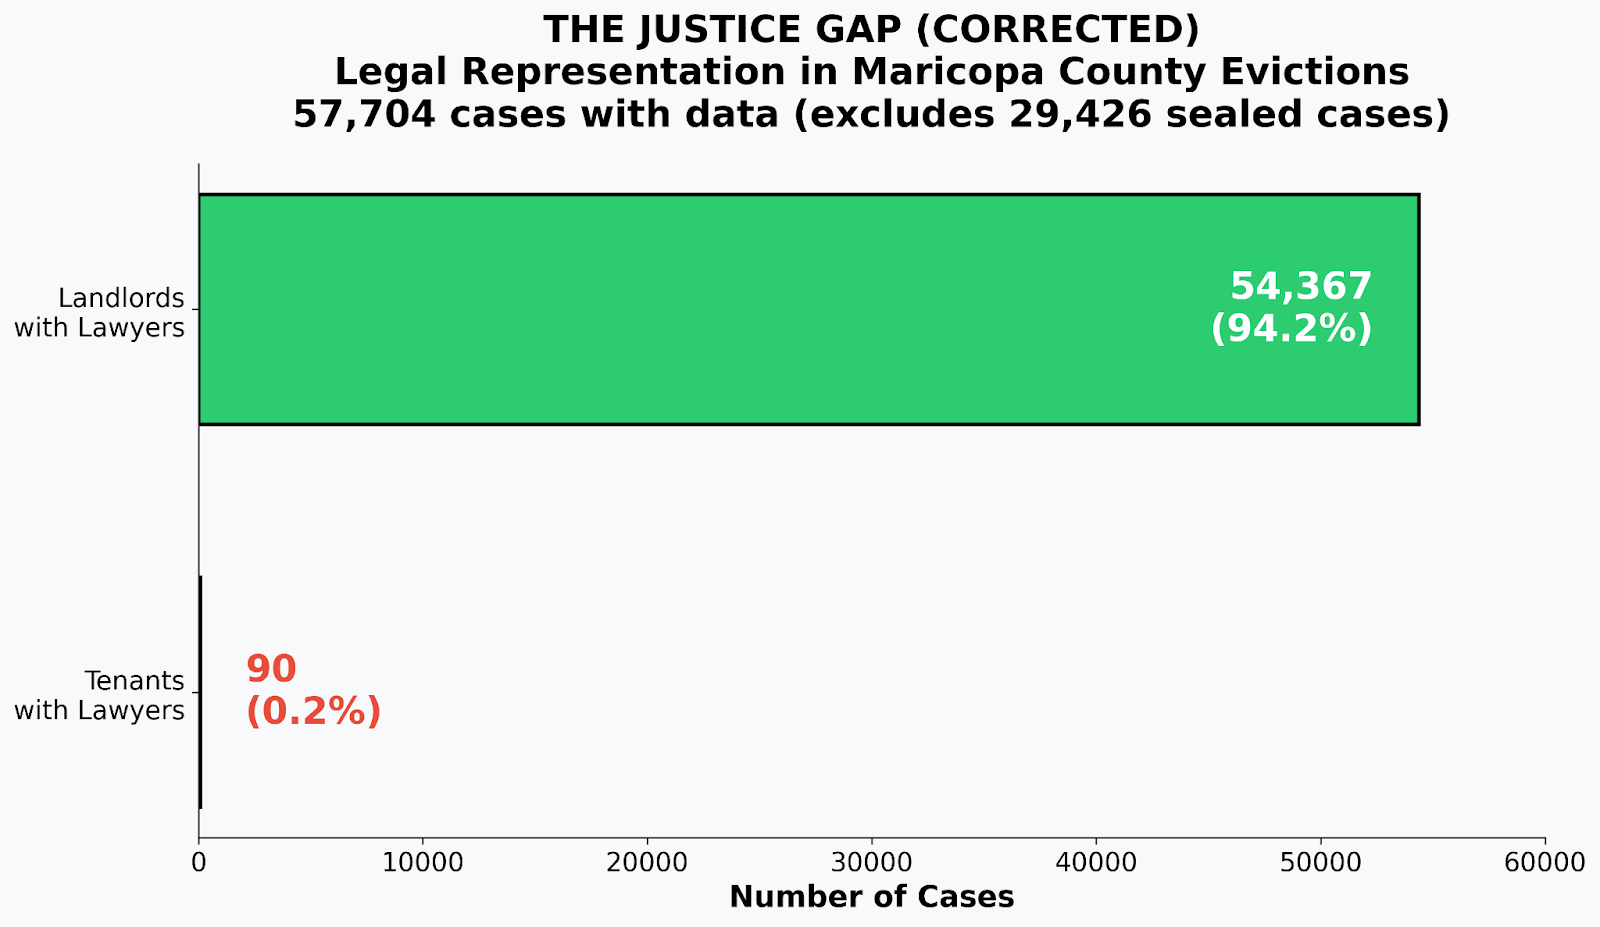 THE JUSTICE GAP (CORRECTED)
Legal Representation in Maricopa County Evictions
57,704 cases with data (excludes 29,426 sealed cases)
Landlords
with Lawyers
54,367
(94.2%)
Tenants
with Lawyers
90
(0.2%)
0 10000 20000 30000 40000 50000 60000
Number of Cases